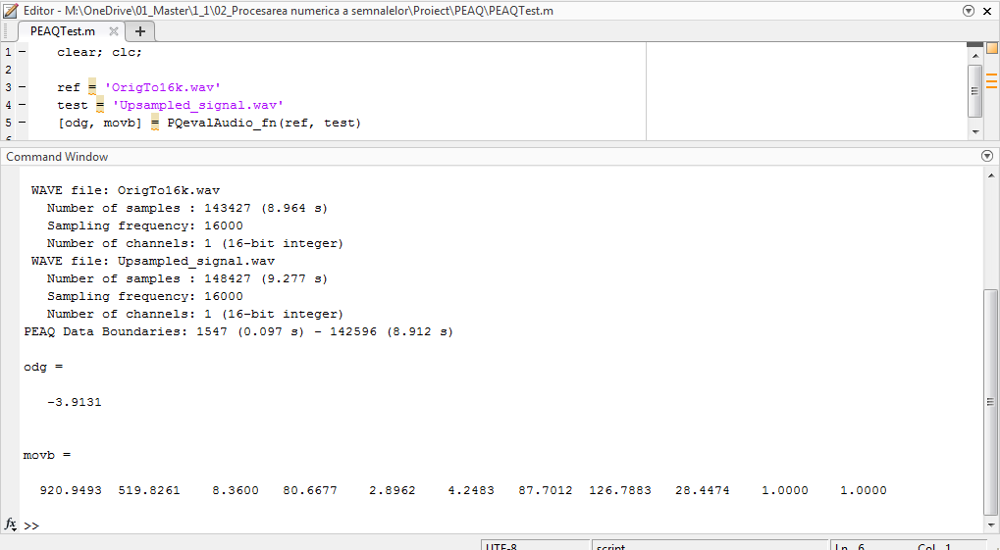 Editor - M:\OneDrive\01_Master\1_1\02_Procesarea numerica a semnalelor\Proiect\PEAQ\PEAQTest.m
PEAQTest.m
1 - clear; clc;
2
3 - ref = 'OrigTo16k.wav'
4 - test = 'Upsampled_signal.wav'
5 - [odg, movb] = PQevalAudio_fn(ref, test)
6
Command Window
WAVE file: OrigTo16k.wav
Number of samples : 143427 (8.964 s)
Sampling frequency: 16000
Number of channels: 1 (16-bit integer)
WAVE file: Upsampled_signal.wav
Number of samples : 148427 (9.277 s)
Sampling frequency: 16000
Number of channels: 1 (16-bit integer)
PEAQ Data Boundaries: 1547 (0.097 s) - 142596 (8.912 s)
odg =
-3.9131
movb =
920.9493 519.8261 8.3600 80.6677 2.8962 4.2483 87.7012 126.7883 28.4474 1.0000 1.0000
fx >>
UTF-8 script Ln 6 Col 1